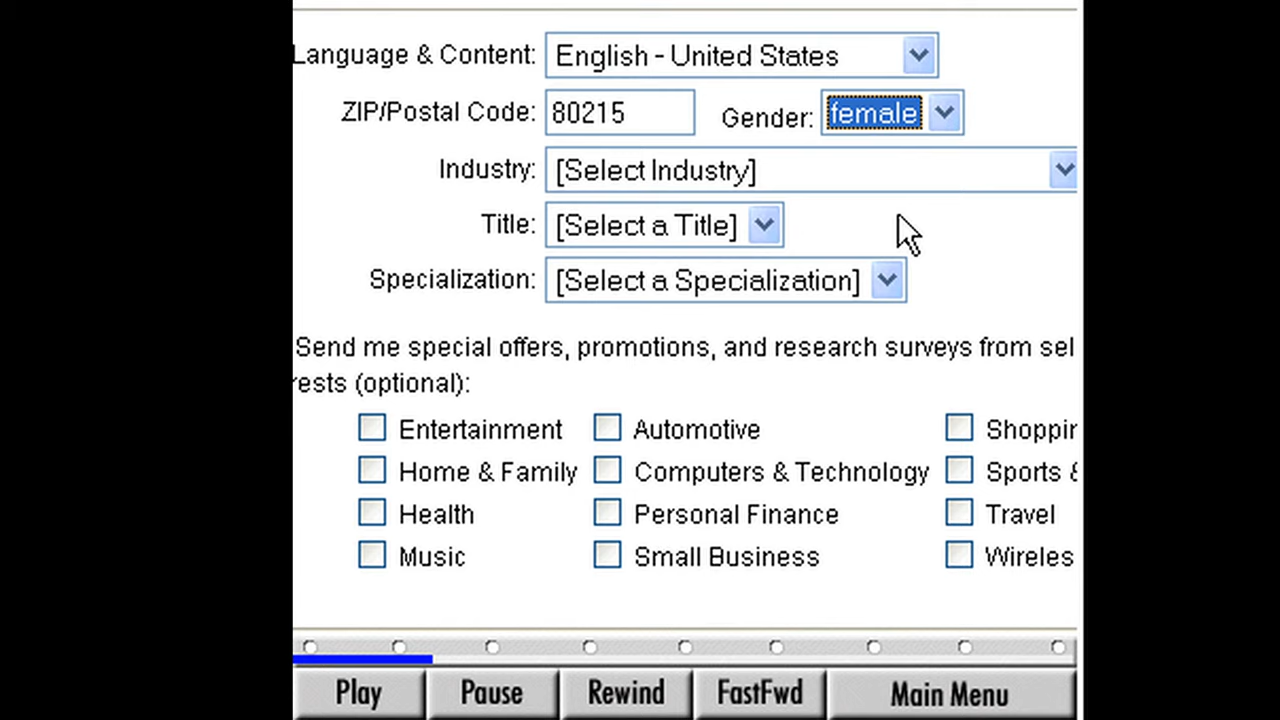 Language & Content: English - United States
ZIP/Postal Code: 80215 Gender: female
Industry: [Select Industry]
Title: [Select a Title]
Specialization: [Select a Specialization]
Send me special offers, promotions, and research surveys from sel
rests (optional):
Entertainment Automotive Shoppin
Home & Family Computers & Technology Sports &
Health Personal Finance Travel
Music Small Business Wireles
Play Pause Rewind FastFwd Main Menu